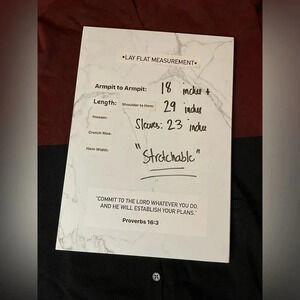 •LAY FLAT MEASUREMENT•
Armpit to Armpit: 18 inches +
Length: Shoulder to Hem: 29 inches
Inseam: Sleeves: 23 inches
Crotch Rise:
Hem Width: "Stretchable"
"COMMIT TO THE LORD WHATEVER YOU DO,
AND HE WILL ESTABLISH YOUR PLANS."
Proverbs 16:3